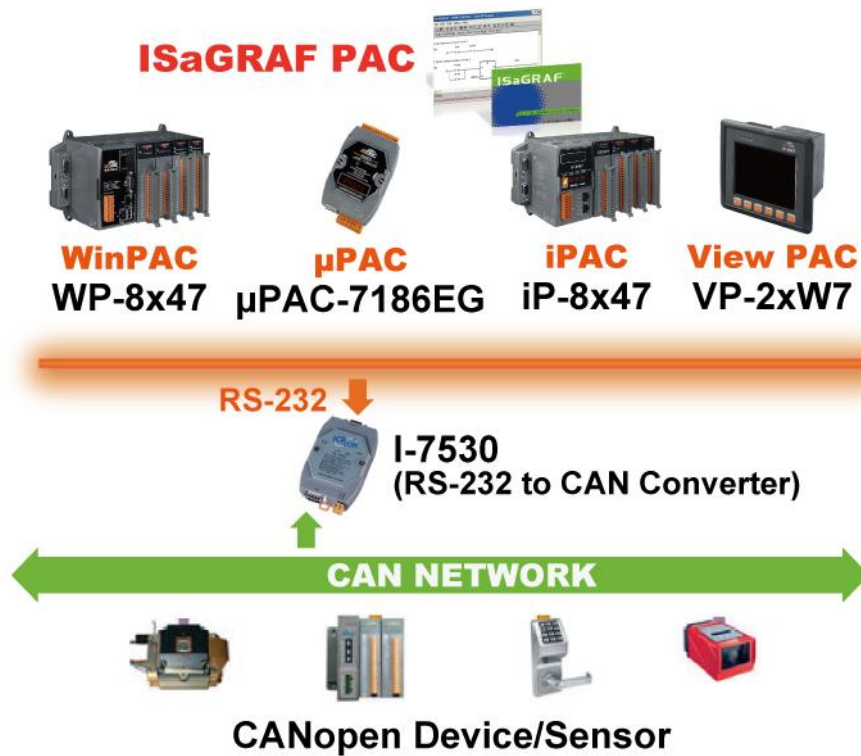 ISaGRAF PAC
ISaGRAF
WinPAC
WP-8x47
µPAC
µPAC-7186EG
iPAC
iP-8x47
View PAC
VP-2xW7
RS-232
I-7530
(RS-232 to CAN Converter)
CAN NETWORK
CANopen Device/Sensor